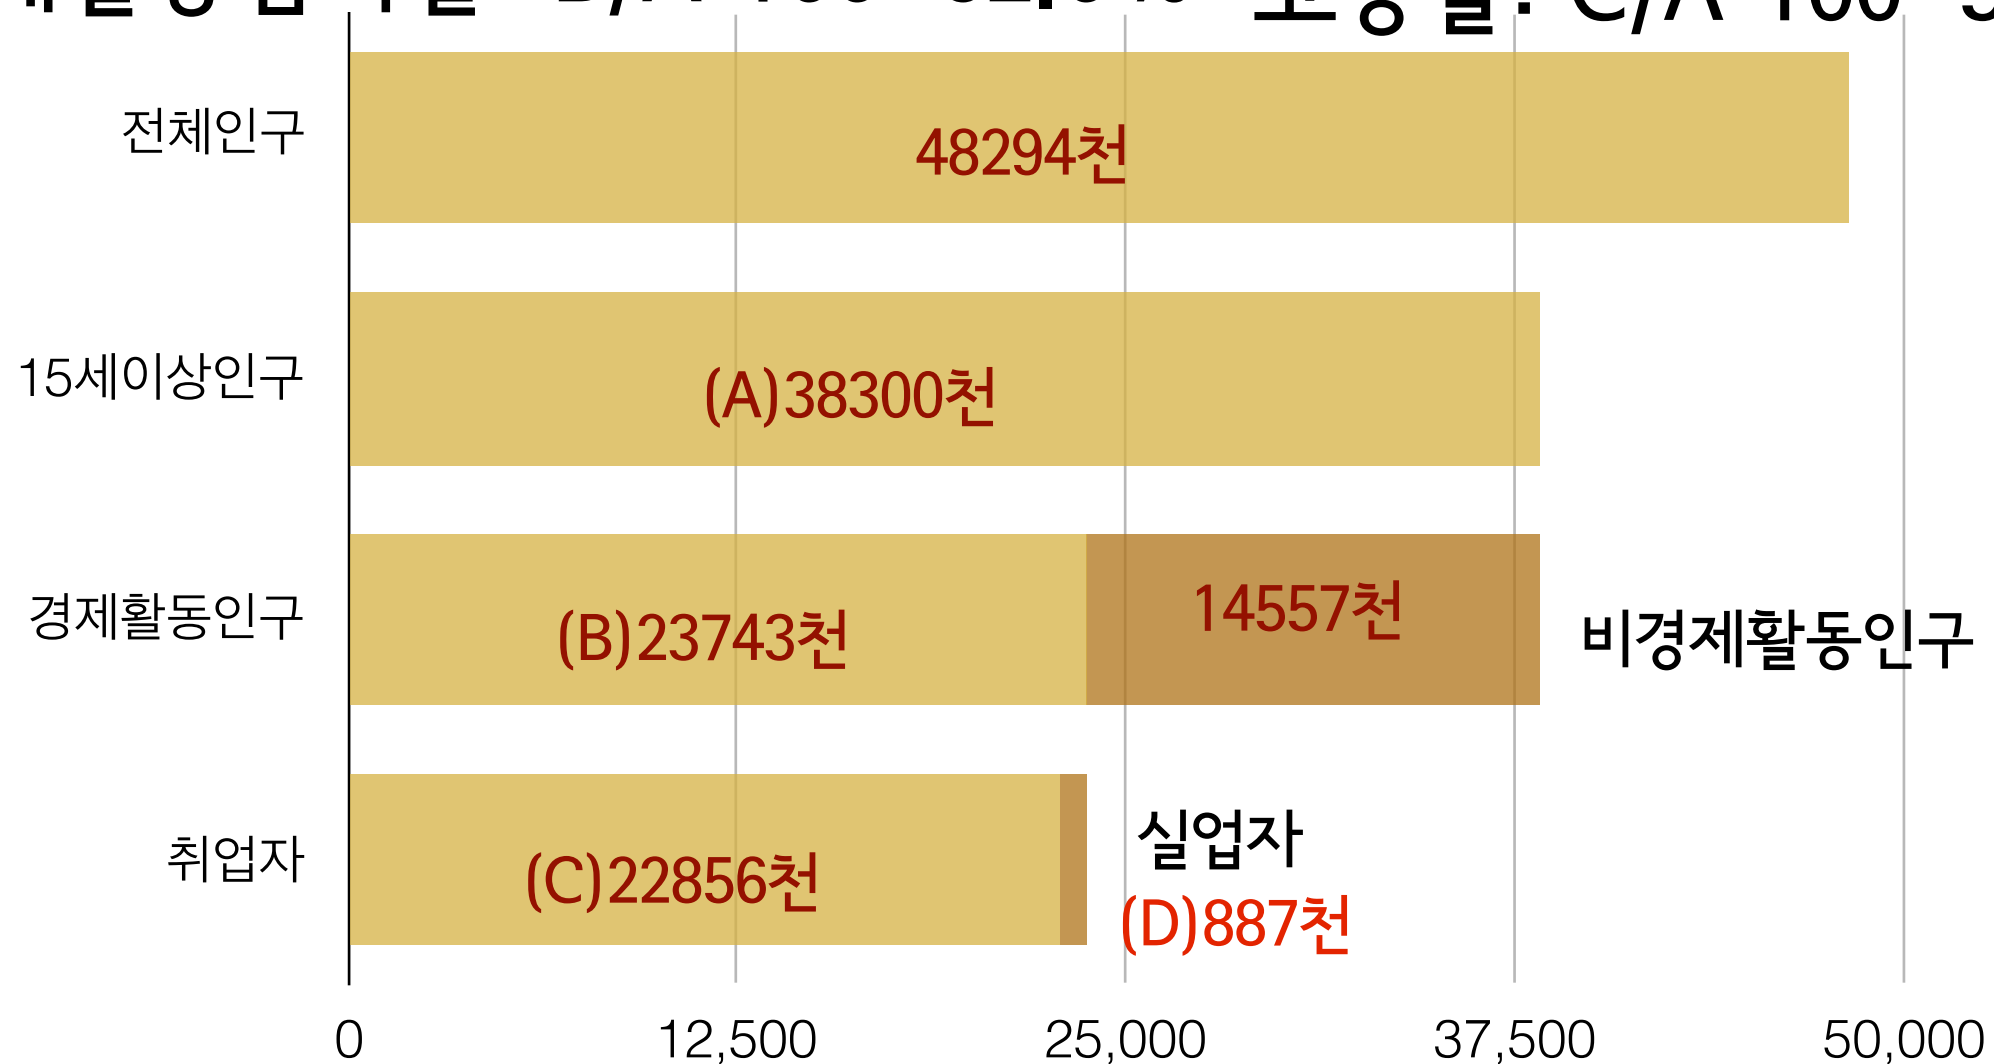 전체인구
48294천
15세이상인구
(A)38300천
경제활동인구
(B)23743천
14557천
비경제활동인구
취업자
(C)22856천
실업자
(D)887천
0
12,500
25,000
37,500
50,000